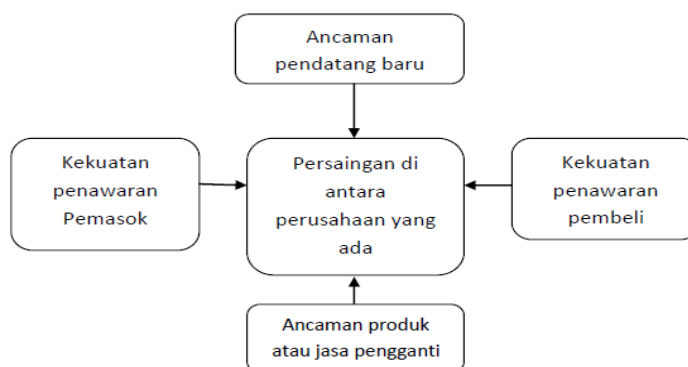 Ancaman
pendatang baru
Kekuatan
penawaran
Pemasok
Persaingan di
antara
perusahaan yang
ada
Kekuatan
penawaran
pembeli
Ancaman produk
atau jasa pengganti